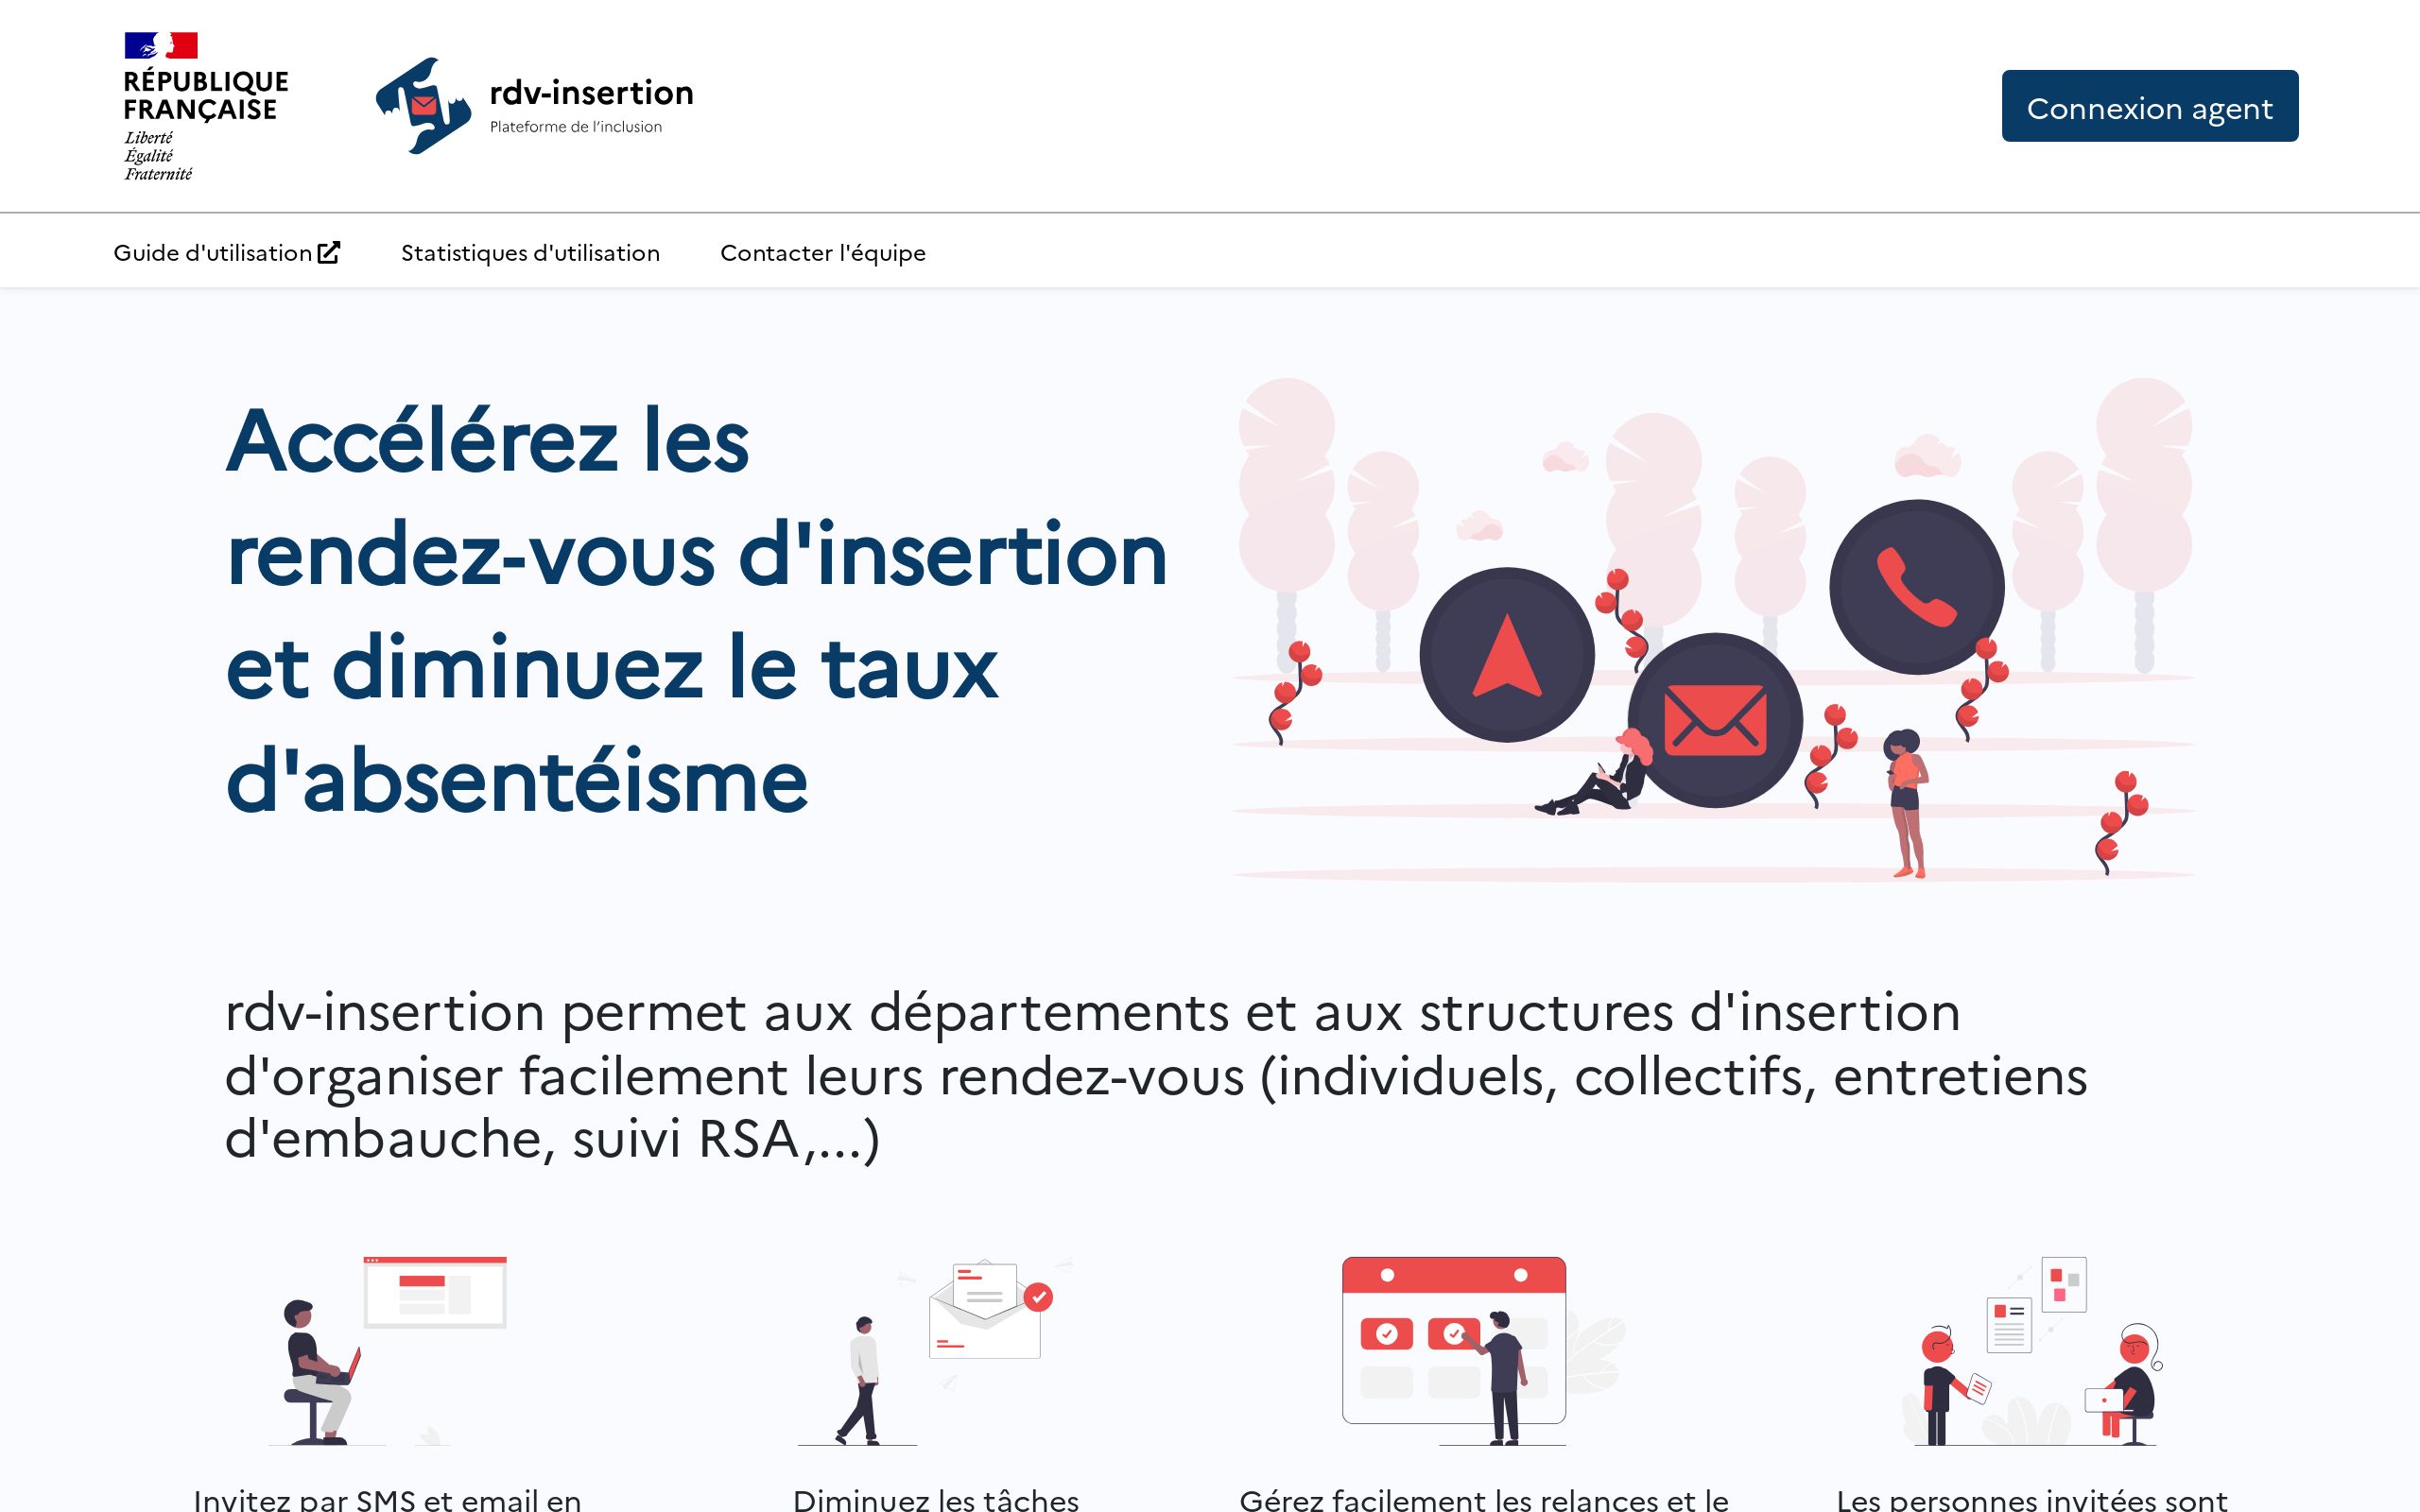 RÉPUBLIQUE
FRANÇAISE
Liberté
Égalité
Fraternité
rdv-insertion
Plateforme de l'inclusion
Connexion agent
Guide d'utilisation
Statistiques d'utilisation
Contacter l'équipe
Accélérez les
rendez-vous d'insertion
et diminuez le taux
d'absentéisme
rdv-insertion permet aux départements et aux structures d'insertion
d'organiser facilement leurs rendez-vous (individuels, collectifs, entretiens
d'embauche, suivi RSA,...)
Invitez par SMS et email en
Diminuez les tâches
Gérez facilement les relances et le
Les personnes invitées sont